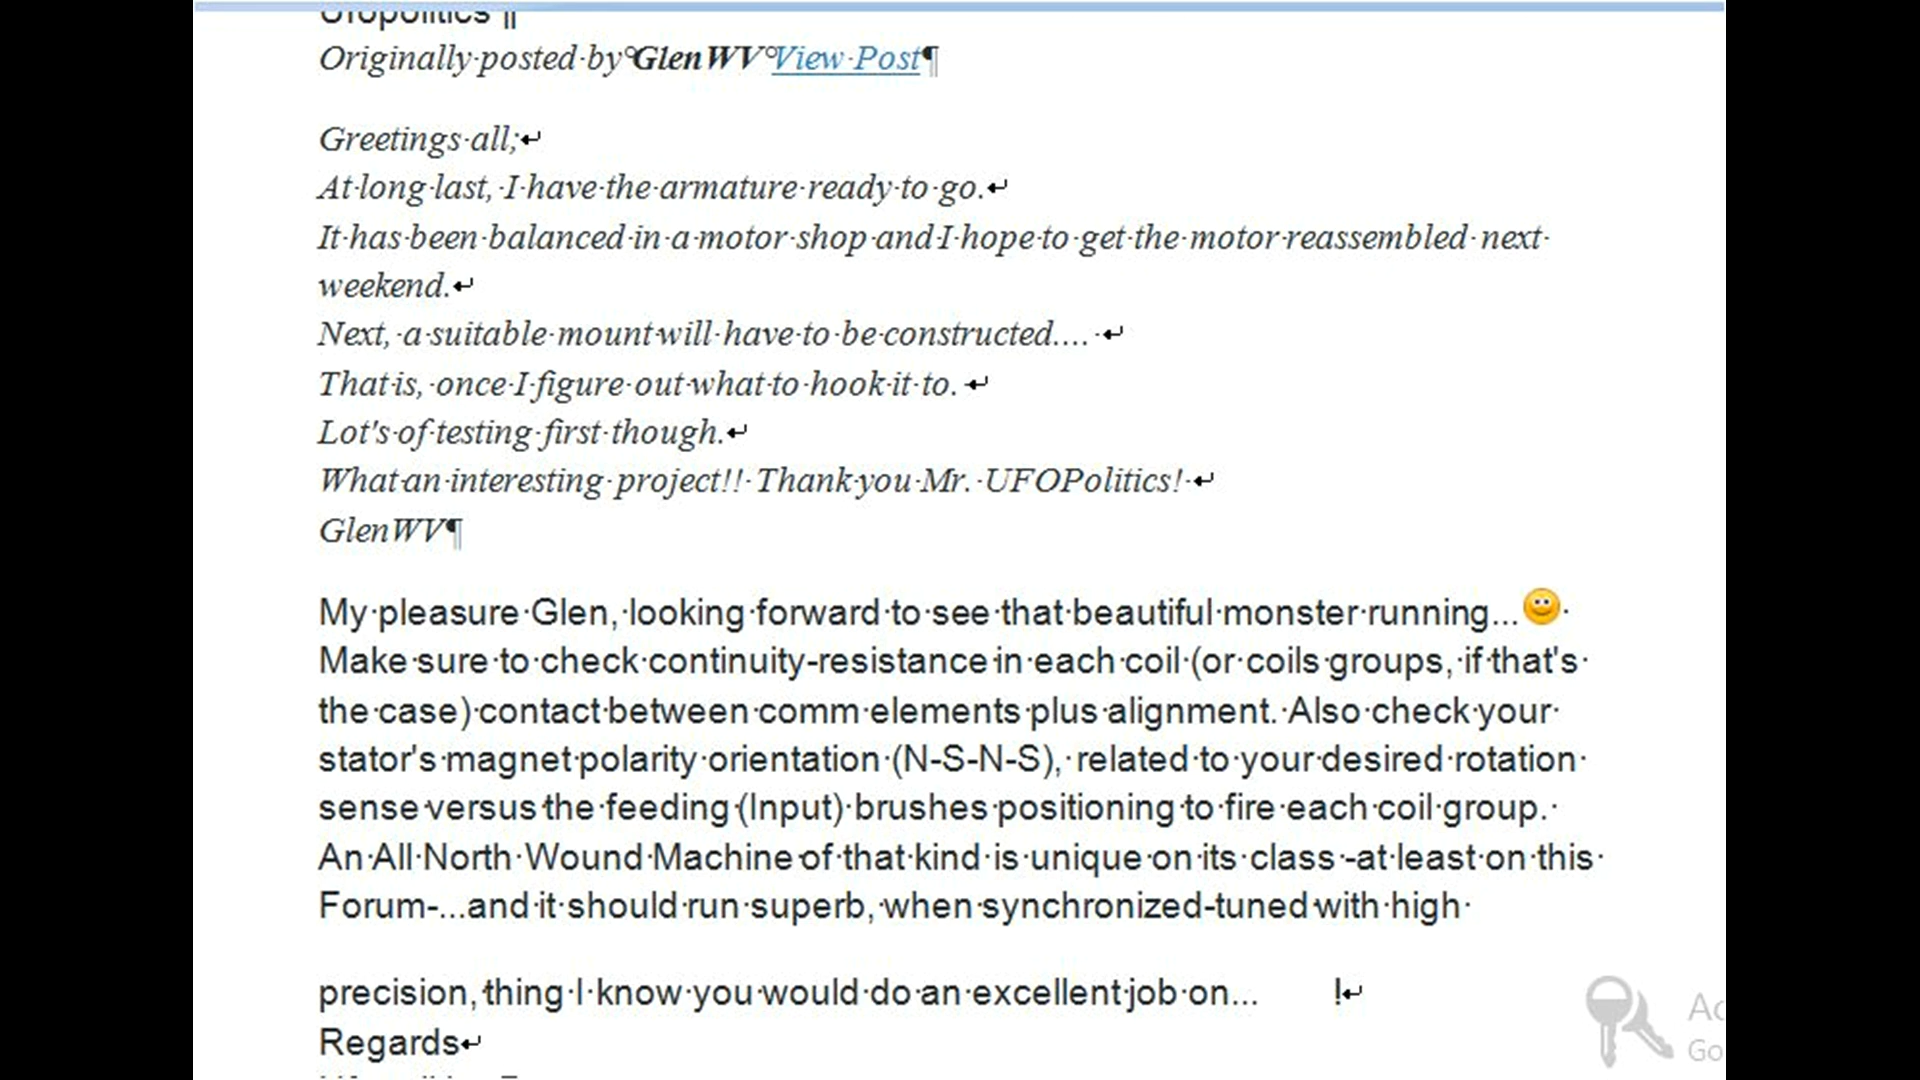 Ufopolitics ¶
Originally posted by GlenWV View Post¶
Greetings all;↵
At long last, I have the armature ready to go.↵
It has been balanced in a motor shop and I hope to get the motor reassembled next
weekend.↵
Next, a suitable mount will have to be constructed.... ↵
That is, once I figure out what to hook it to. ↵
Lot's of testing first though.↵
What an interesting project!! Thank you Mr. UFOPolitics! ↵
GlenWV¶
My pleasure Glen, looking forward to see that beautiful monster running...
Make sure to check continuity-resistance in each coil (or coils groups, if that's
the case) contact between comm elements plus alignment. Also check your
stator's magnet polarity orientation (N-S-N-S), related to your desired rotation
sense versus the feeding (Input) brushes positioning to fire each coil group.
An All North Wound Machine of that kind is unique on its class -at least on this
Forum-...and it should run superb, when synchronized-tuned with high
precision, thing I know you would do an excellent job on... !↵
Regards↵
Ac
Go